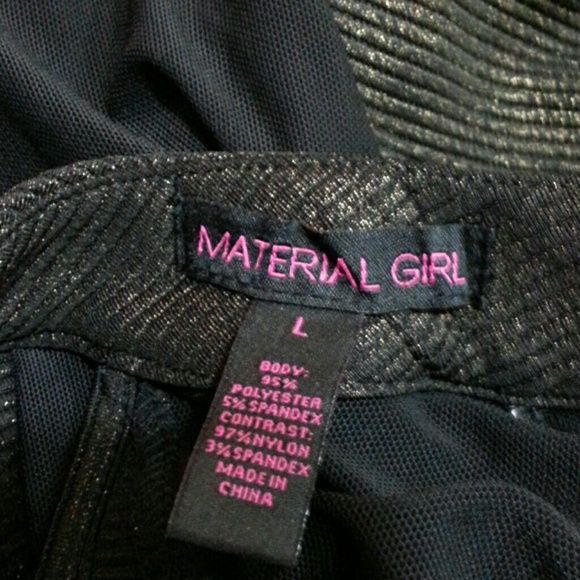 MATERIAL GIRL
L
BODY:
95%
POLYESTER
5% SPANDEX
CONTRAST:
97% NYLON
3% SPANDEX
MADE IN
CHINA